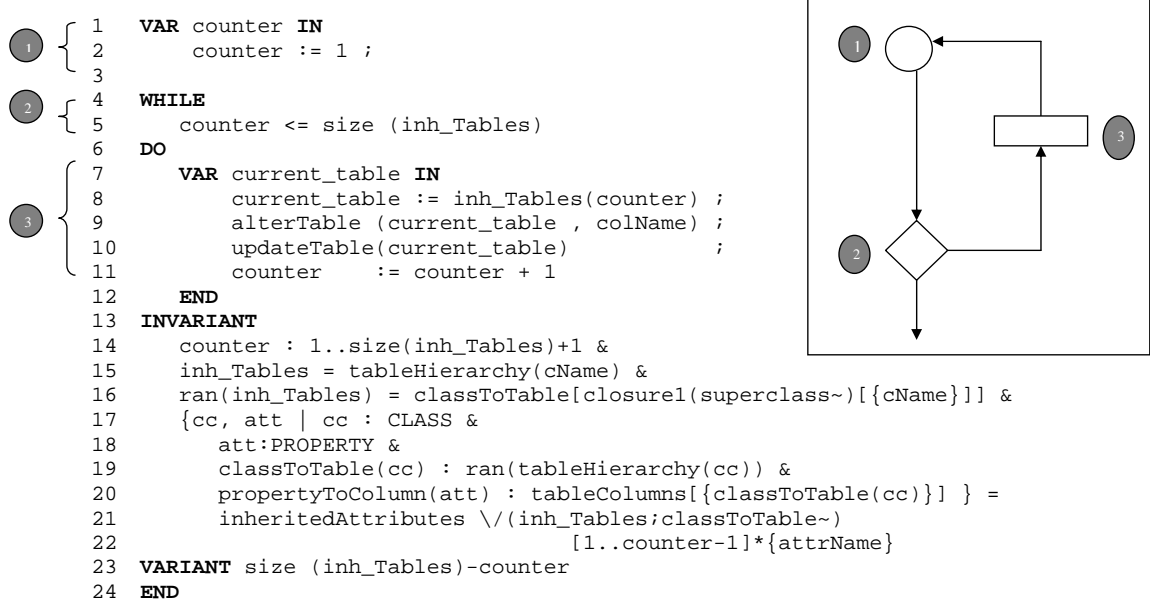 1 VAR counter IN
1 2 counter := 1 ;
3
2 4 WHILE
5 counter <= size (inh_Tables)
6 DO
7 VAR current_table IN
8 current_table := inh_Tables(counter) ;
3 9 alterTable (current_table , colName) ;
10 updateTable(current_table) ;
11 counter := counter + 1
12 END
13 INVARIANT
14 counter : 1..size(inh_Tables)+1 &
15 inh_Tables = tableHierarchy(cName) &
16 ran(inh_Tables) = classToTable[closure1(superclass~)[{cName}]] &
17 {cc, att | cc : CLASS &
18 att:PROPERTY &
19 classToTable(cc) : ran(tableHierarchy(cc)) &
20 propertyToColumn(att) : tableColumns[{classToTable(cc)}] } =
21 inheritedAttributes \/(inh_Tables;classToTable~)
22 [1..counter-1]*{attrName}
23 VARIANT size (inh_Tables)-counter
24 END
1
3
2